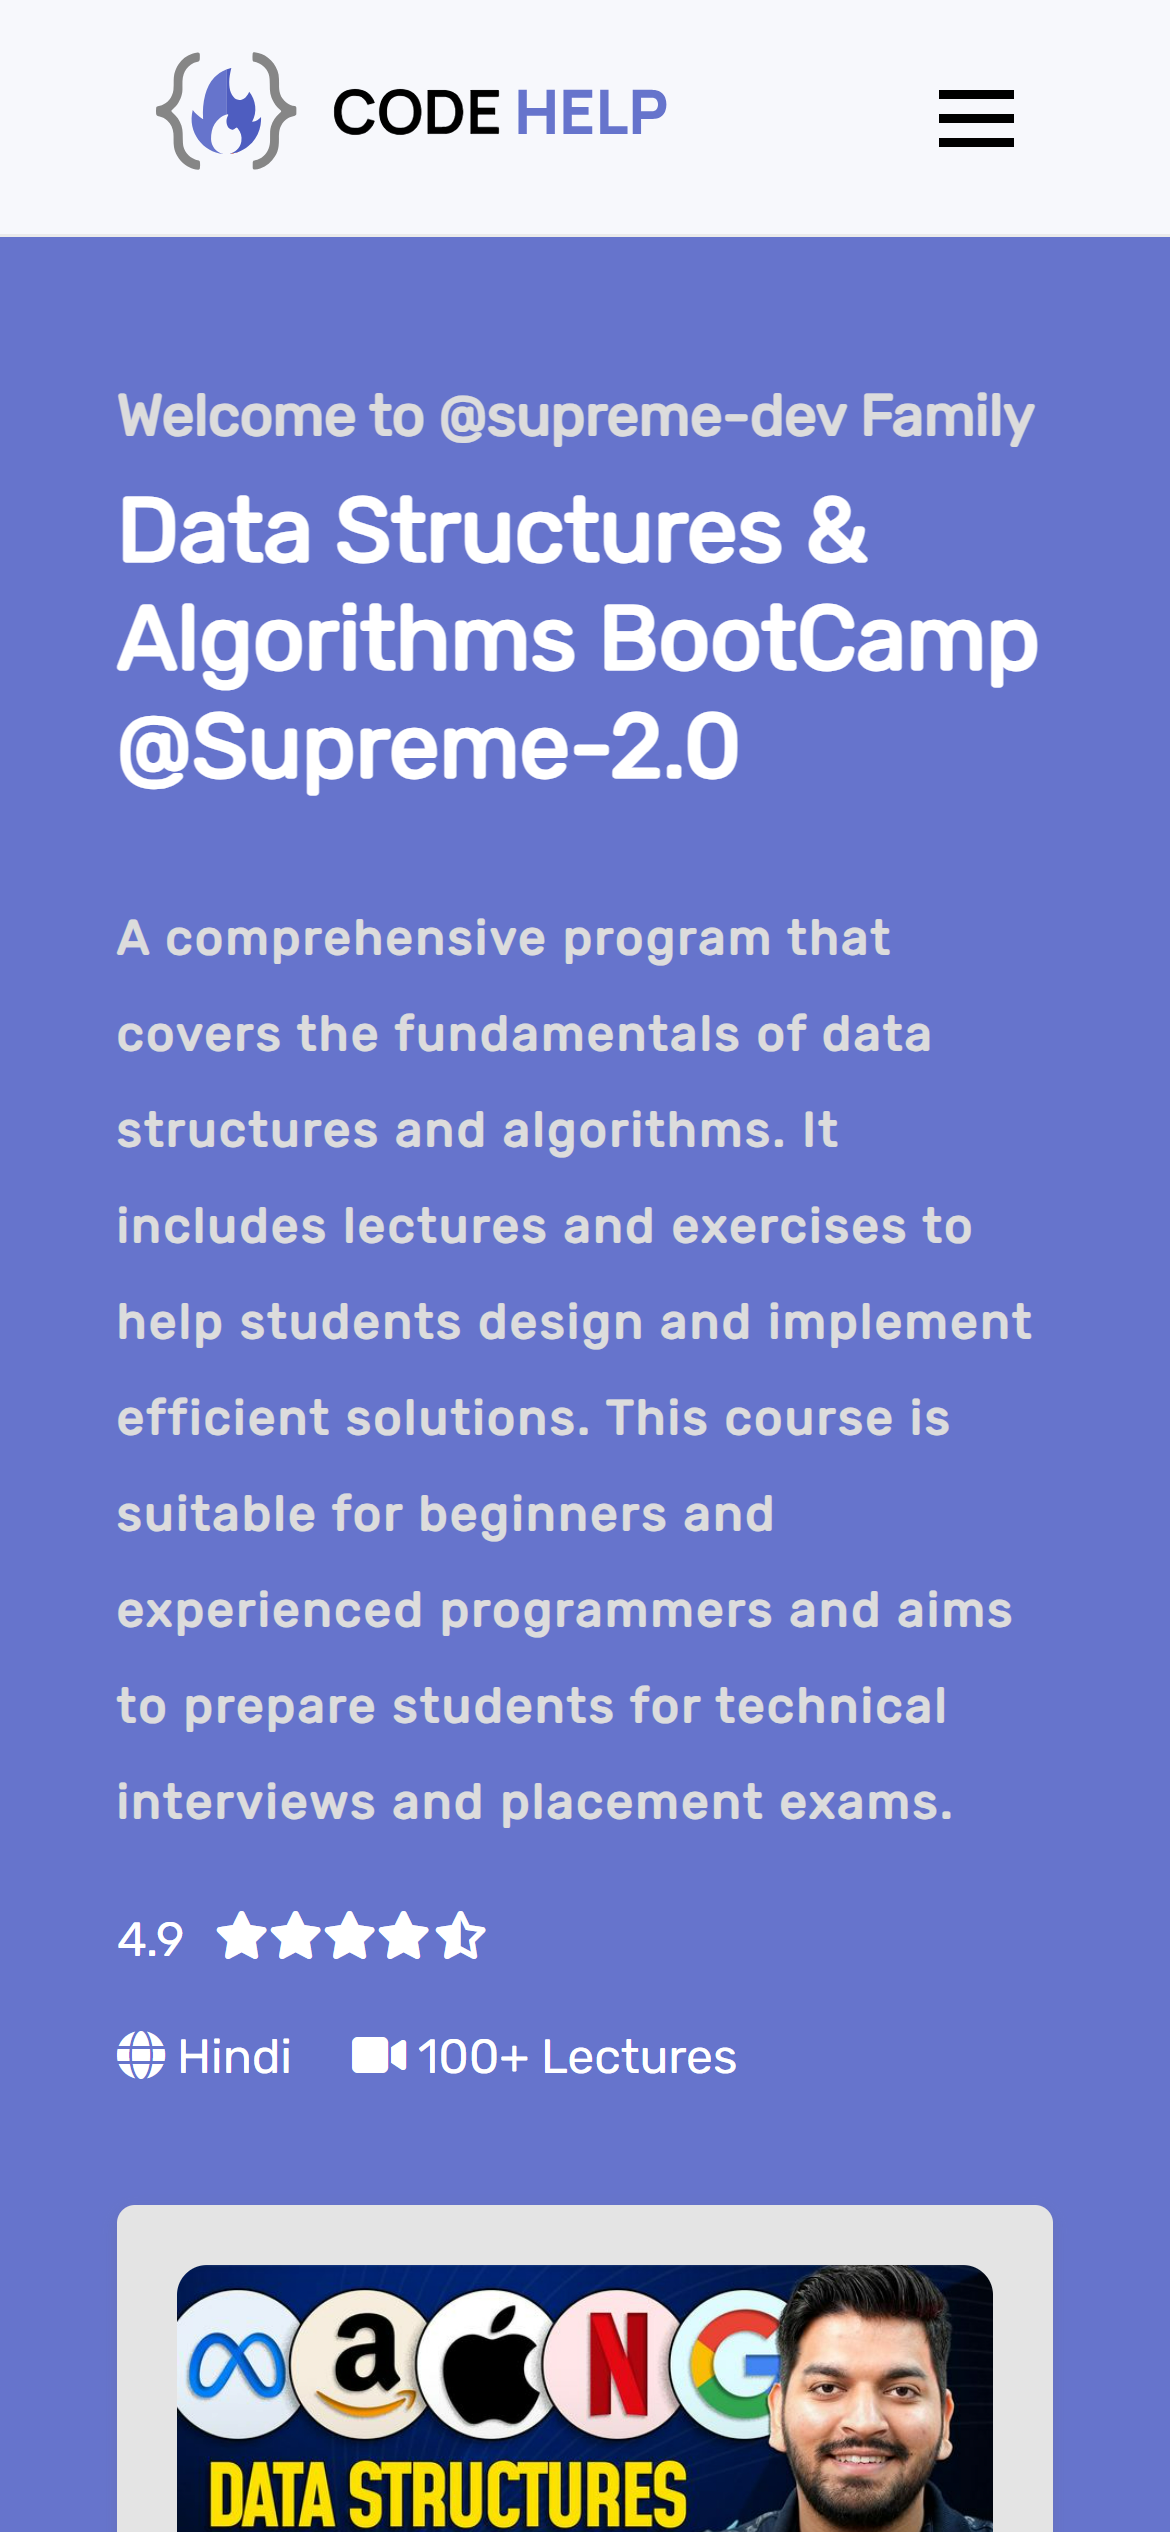 CODE HELP
Welcome to @supreme-dev Family
Data Structures &
Algorithms BootCamp
@Supreme-2.0
A comprehensive program that
covers the fundamentals of data
structures and algorithms. It
includes lectures and exercises to
help students design and implement
efficient solutions. This course is
suitable for beginners and
experienced programmers and aims
to prepare students for technical
interviews and placement exams.
4.9
Hindi 100+ Lectures
DATA STRUCTURES